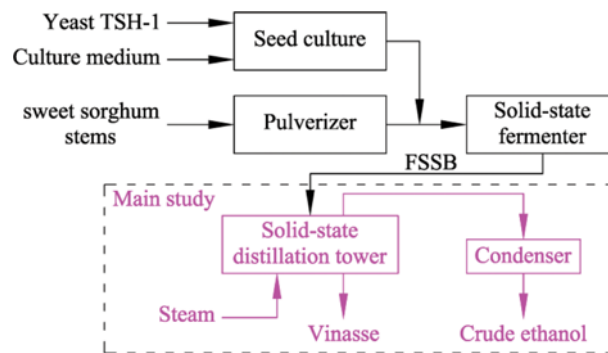 Yeast TSH-1
Seed culture
Culture medium
sweet sorghum
stems
Pulverizer
Solid-state
fermenter
FSSB
Main study
Solid-state
distillation tower
Condenser
Steam
Vinasse
Crude ethanol